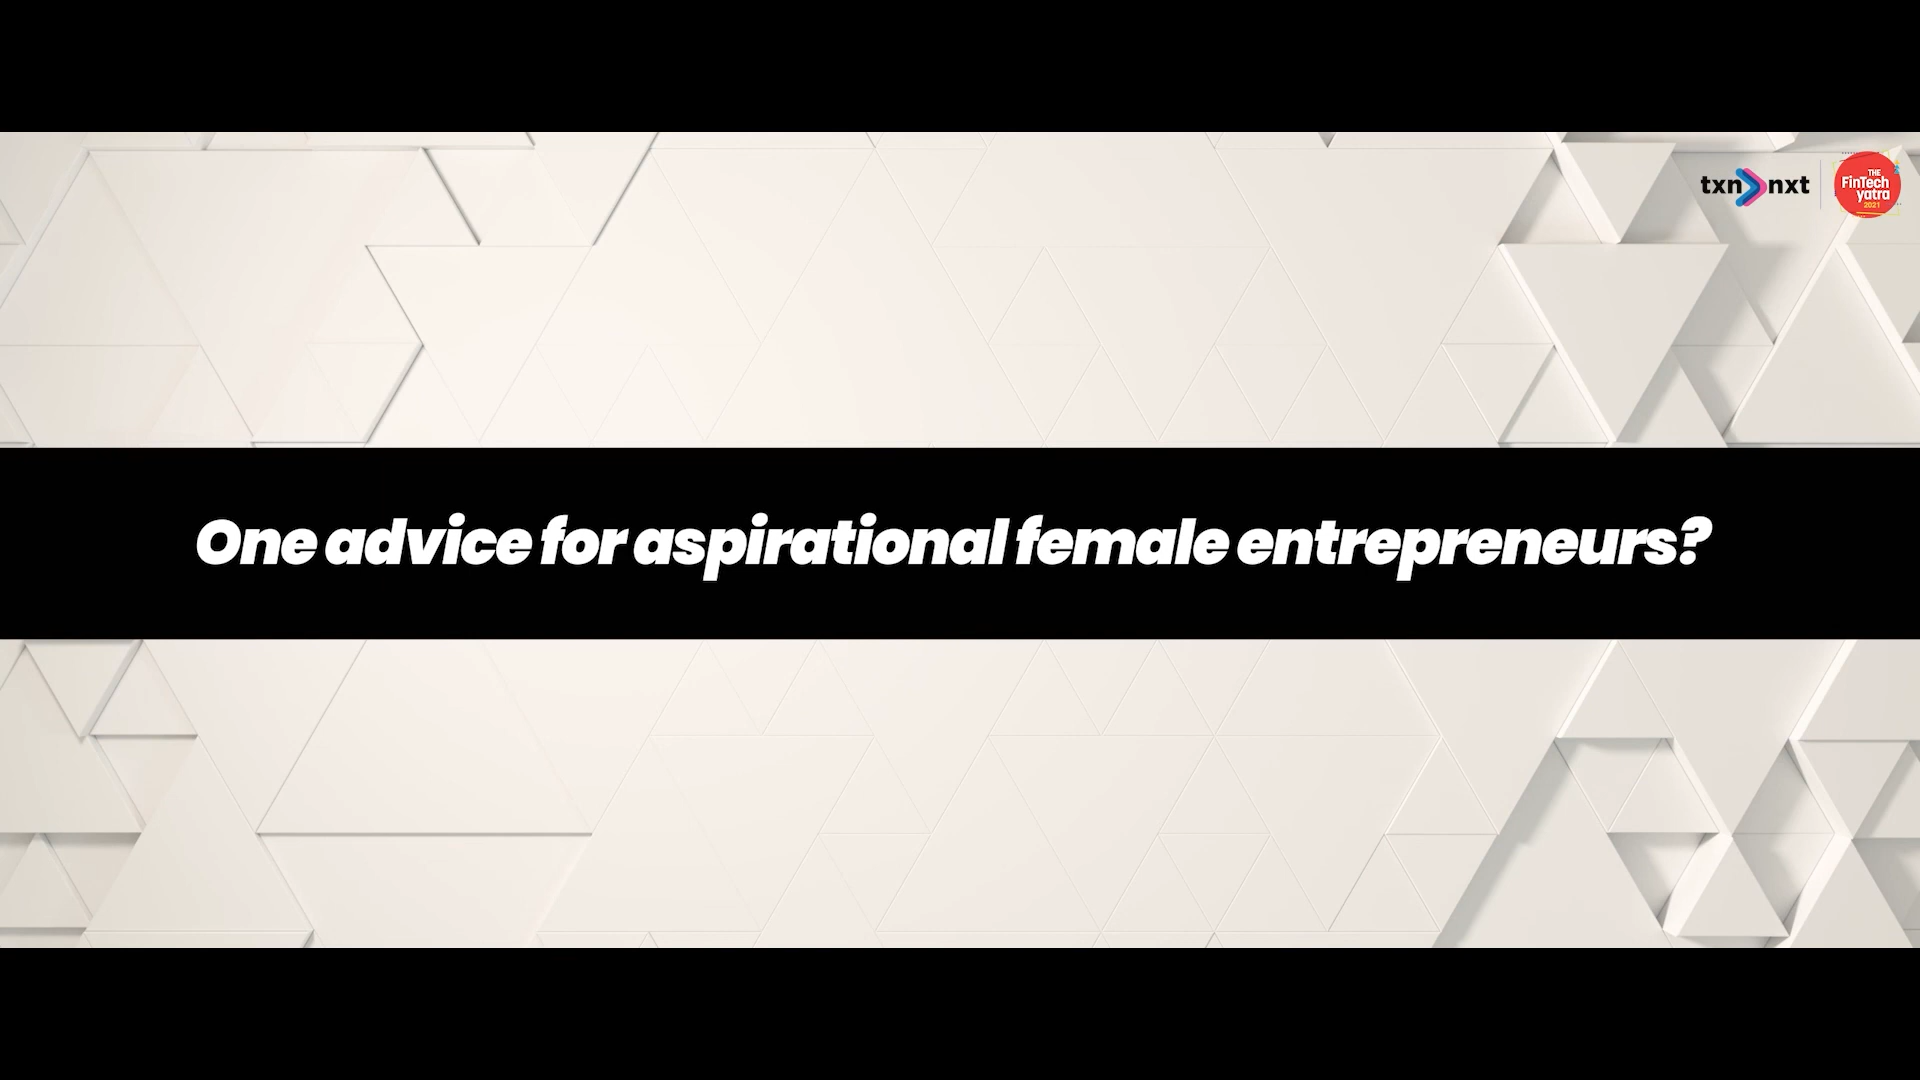 txn nxt
THE
FinTech
yatra
2021
One advice for aspirational female entrepreneurs?